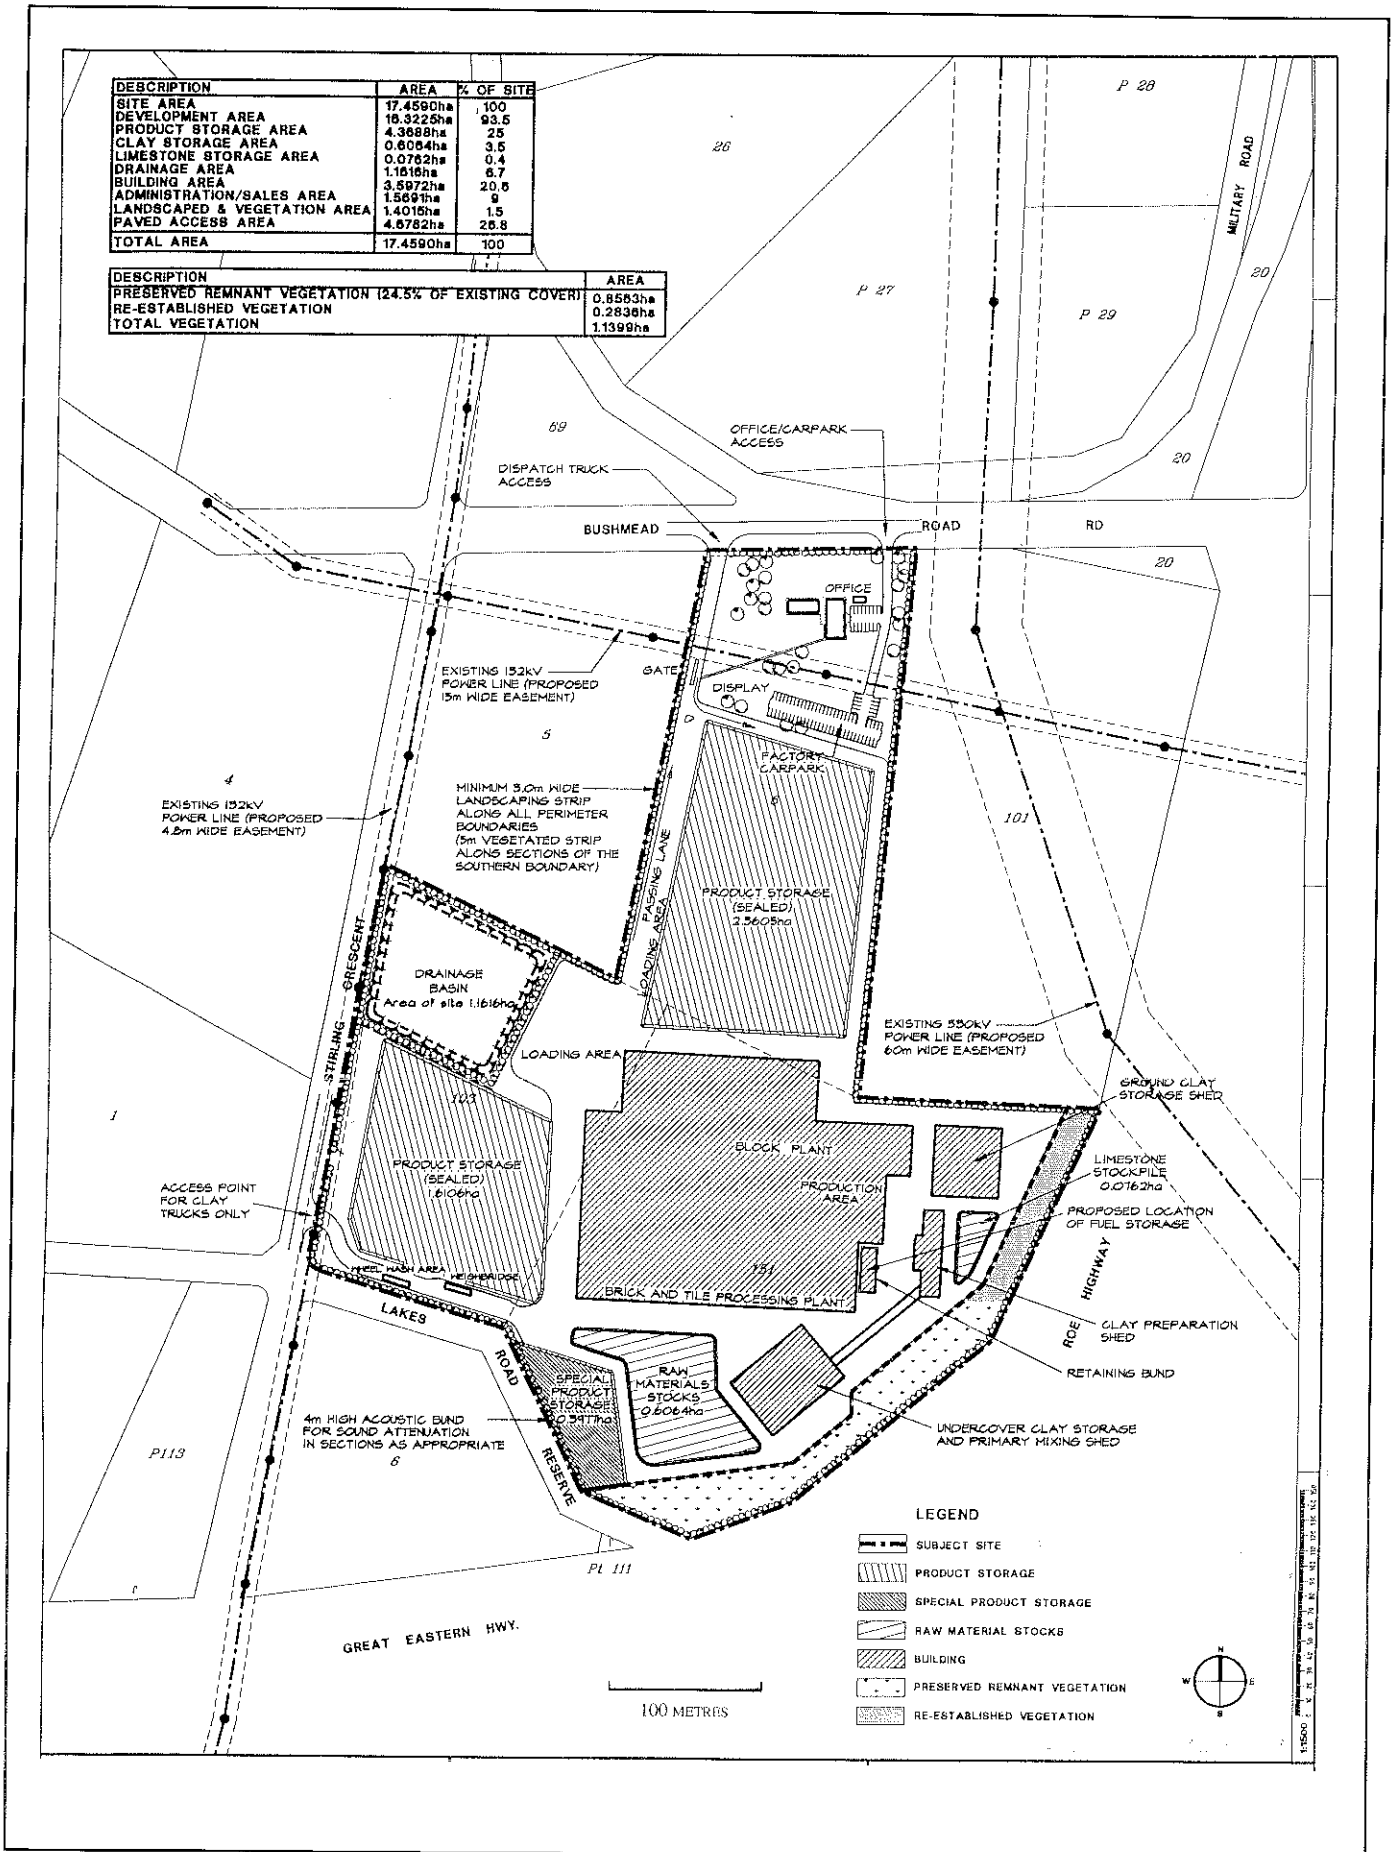 DESCRIPTION AREA % OF SITE
SITE AREA 17.4590ha 100
DEVELOPMENT AREA 16.3225ha 93.5
PRODUCT STORAGE AREA 4.3688ha 25
CLAY STORAGE AREA 0.6064ha 3.5
LIMESTONE STORAGE AREA 0.0762ha 0.4
DRAINAGE AREA 1.1616ha 6.7
BUILDING AREA 3.5972ha 20.6
ADMINISTRATION/SALES AREA 1.5691ha 9
LANDSCAPED & VEGETATION AREA 1.4015ha 1.5
PAVED ACCESS AREA 4.6782ha 26.8
TOTAL AREA 17.4590ha 100
DESCRIPTION AREA
PRESERVED REMNANT VEGETATION (24.5% OF EXISTING COVER) 0.8563ha
RE-ESTABLISHED VEGETATION 0.2836ha
TOTAL VEGETATION 1.1399ha
P 28
26
MILITARY ROAD
P 27
20
P 29
69
OFFICE/CARPARK
ACCESS
20
DISPATCH TRUCK
ACCESS
BUSHMEAD ROAD RD
20
OFFICE
EXISTING 132kV
POWER LINE (PROPOSED
15m WIDE EASEMENT)
GATE
DISPLAY
5
FACTORY
CARPARK
6
4
EXISTING 132kV
POWER LINE (PROPOSED
4.8m WIDE EASEMENT)
MINIMUM 3.0m WIDE
LANDSCAPING STRIP
ALONG ALL PERIMETER
BOUNDARIES
(5m VEGETATED STRIP
ALONG SECTIONS OF THE
SOUTHERN BOUNDARY)
101
PASSING LANE
LOADING AREA
PRODUCT STORAGE
(SEALED)
2.3605ha
STIRLING CRESCENT
DRAINAGE
BASIN
Area of site 1.1616ha
EXISTING 330KV
POWER LINE (PROPOSED
60m WIDE EASEMENT)
LOADING AREA
103
GROUND CLAY
STORAGE SHED
1
BLOCK PLANT
PRODUCT STORAGE
(SEALED)
1.6106ha
PRODUCTION
AREA
LIMESTONE
STOCKPILE
0.0762ha
ACCESS POINT
FOR CLAY
TRUCKS ONLY
PROPOSED LOCATION
OF FUEL STORAGE
WHEEL WASH AREA
WEIGHBRIDGE
151
BRICK AND TILE PROCESSING PLANT
ROE HIGHWAY
LAKES ROAD RESERVE
CLAY PREPARATION
SHED
RETAINING BUND
SPECIAL
PRODUCT
STORAGE
0.3977ha
RAW
MATERIALS
STOCKS
0.6064ha
4m HIGH ACOUSTIC BUND
FOR SOUND ATTENUATION
IN SECTIONS AS APPROPRIATE
6
UNDERCOVER CLAY STORAGE
AND PRIMARY MIXING SHED
P113
Pt 111
GREAT EASTERN HWY.
LEGEND
SUBJECT SITE
PRODUCT STORAGE
SPECIAL PRODUCT STORAGE
RAW MATERIAL STOCKS
BUILDING
PRESERVED REMNANT VEGETATION
RE-ESTABLISHED VEGETATION
100 METRES
N
W E
S
1:1500